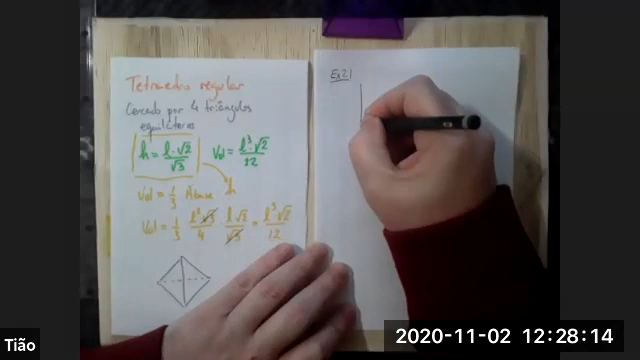 Tetraedro regular
Cercado por 4 triângulos
equiláteros
h = l·√2/√3 Vol = l³·√2/12
Vol = 1/3 Abase h
Vol = 1/3 l²√3/4 l√2/√3 = l³√2/12
Ex21
Tião
2020-11-02 12:28:14